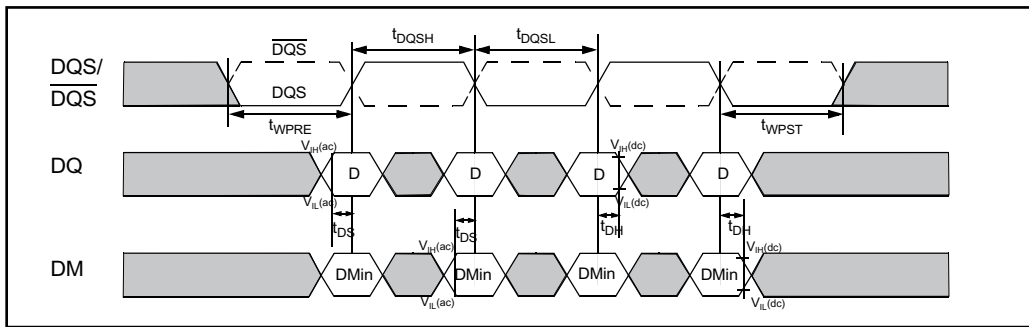 DQS/
DQS
DQS
DQS
tDQSH
tDQSL
tWPRE
tWPST
DQ
VIH(ac)
VIL(ac)
D
D
D
D
VIH(dc)
VIL(dc)
tDS
tDS
tDH
tDH
DM
VIH(ac)
VIL(ac)
DMin
DMin
DMin
DMin
VIH(dc)
VIL(dc)